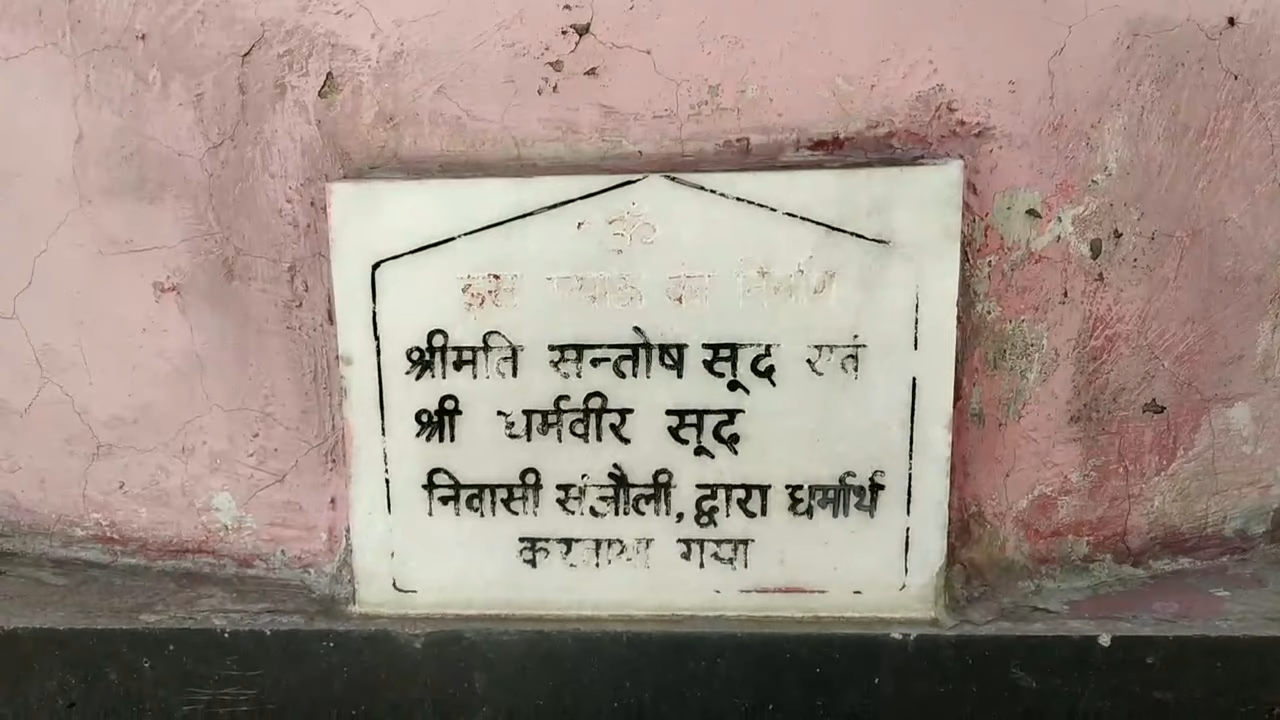 ॐ
इस प्याऊ का निर्माण
श्रीमति सन्तोष सूद एवं
श्री धर्मवीर सूद
निवासी संजौली, द्वारा धर्मार्थ
करवाया गया